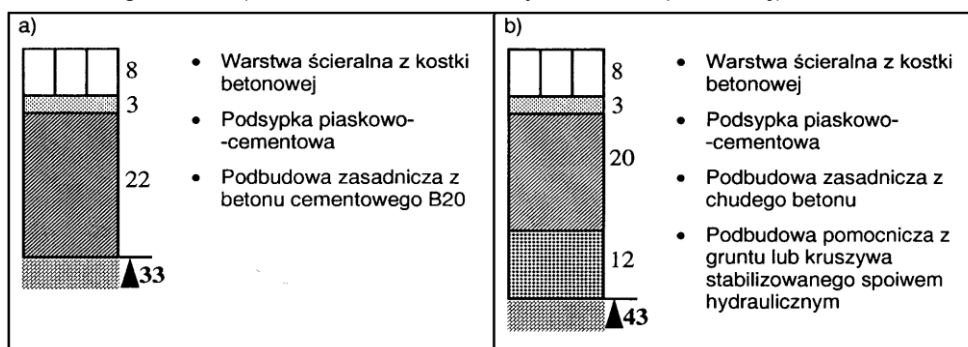 a)
8
3
22
33
• Warstwa ścieralna z kostki
betonowej
• Podsypka piaskowo-
-cementowa
• Podbudowa zasadnicza z
betonu cementowego B20
b)
8
3
20
12
43
• Warstwa ścieralna z kostki
betonowej
• Podsypka piaskowo-
-cementowa
• Podbudowa zasadnicza z
chudego betonu
• Podbudowa pomocnicza z
gruntu lub kruszywa
stabilizowanego spoiwem
hydraulicznym